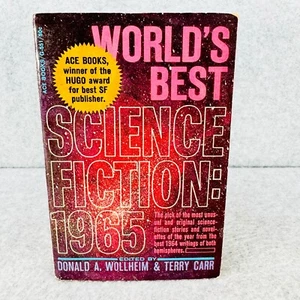 WORLD'S
BEST
ACE BOOKS,
winner of the
HUGO award
for best SF
publisher.
SCIENCE
FICTION:
1965
The pick of the most unus-
ual and original science-
fiction stories and novel-
ettes of the year from the
best 1964 writings of both
hemispheres.
EDITED BY
DONALD A. WOLLHEIM & TERRY CARR